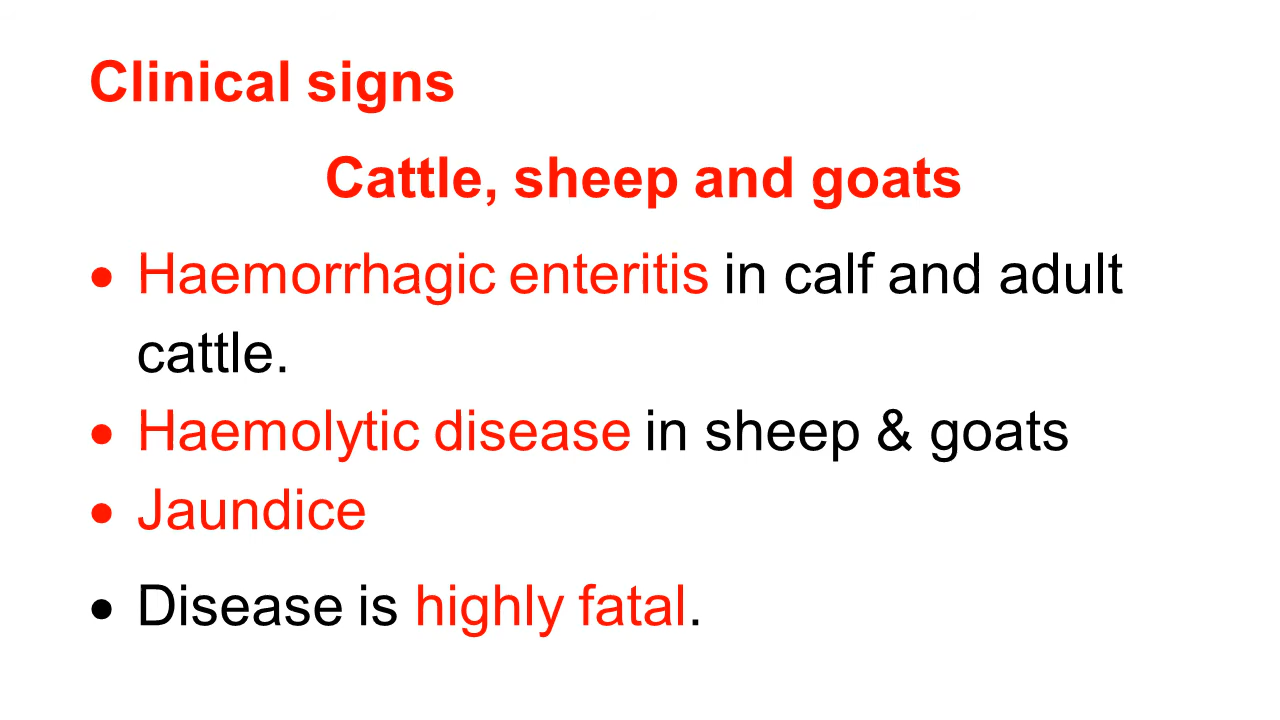 Clinical signs
Cattle, sheep and goats
• Haemorrhagic enteritis in calf and adult
cattle.
• Haemolytic disease in sheep & goats
• Jaundice
• Disease is highly fatal.